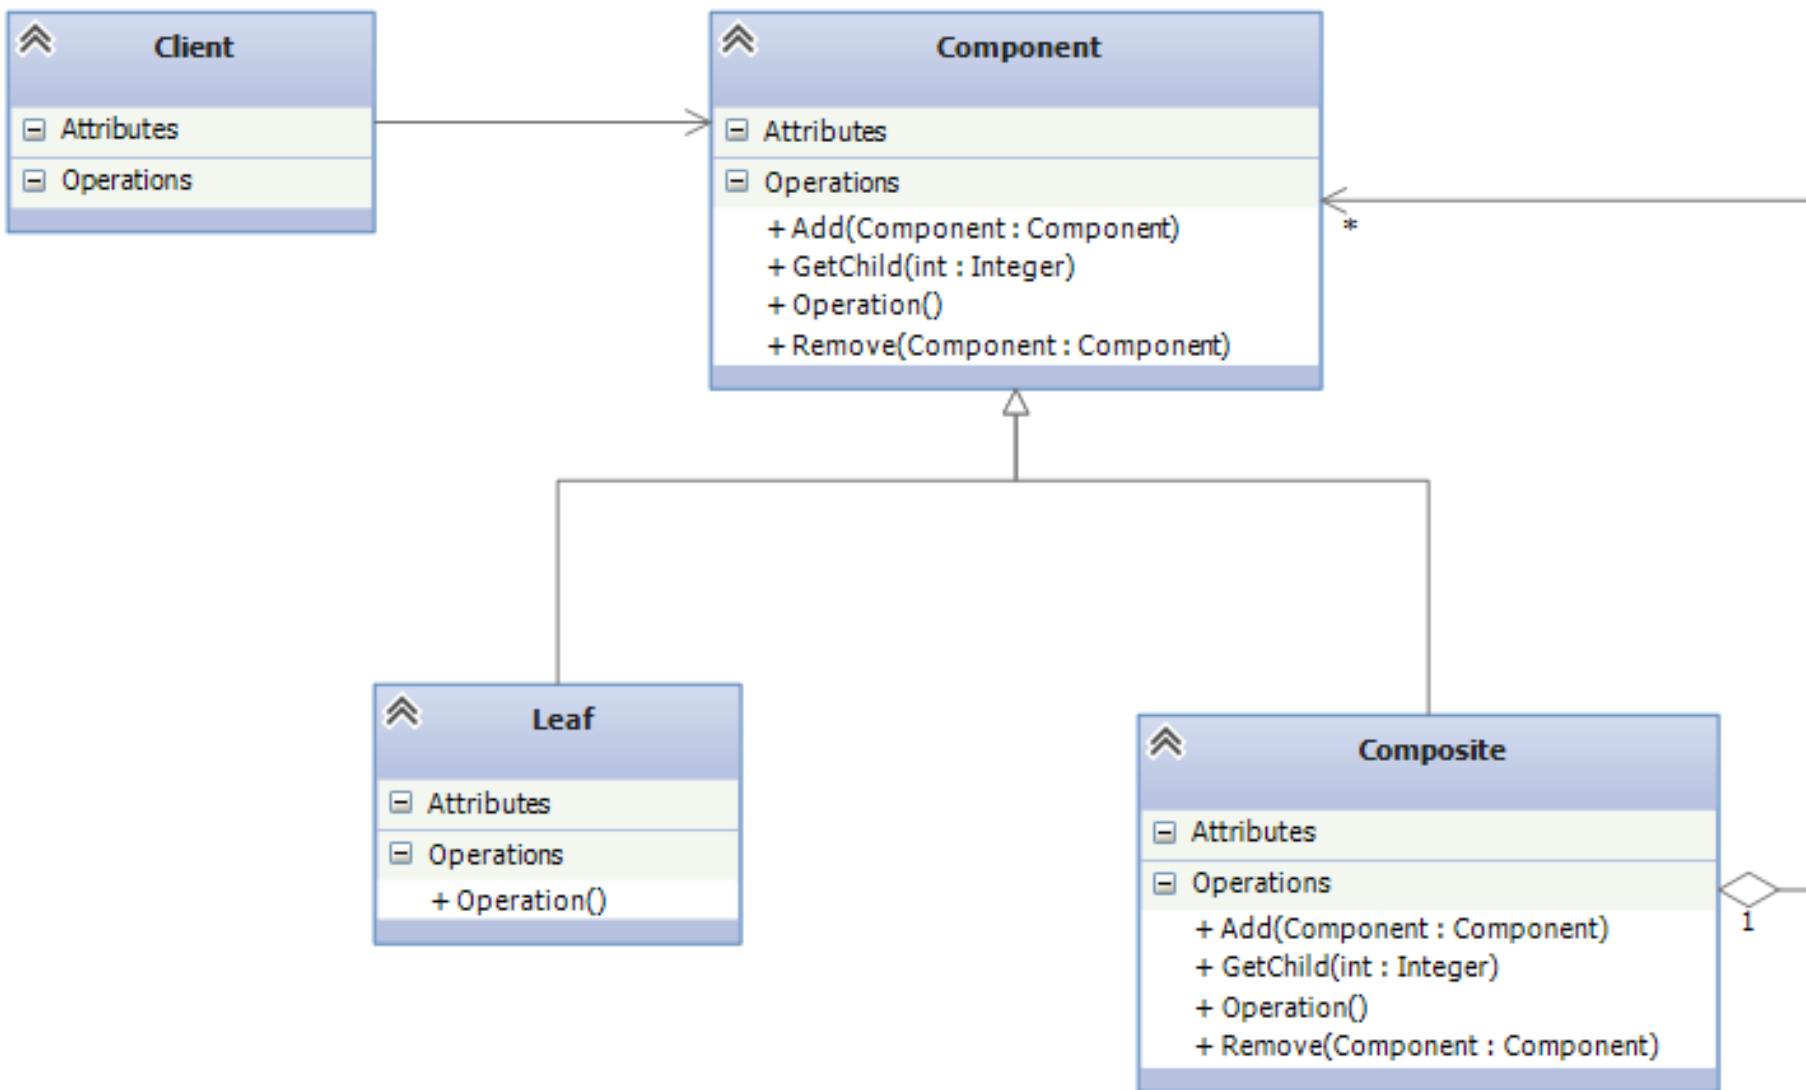 Client
Attributes
Operations
Component
Attributes
Operations
+ Add(Component : Component)
+ GetChild(int : Integer)
+ Operation()
+ Remove(Component : Component)
*
Leaf
Attributes
Operations
+ Operation()
Composite
Attributes
Operations
+ Add(Component : Component)
+ GetChild(int : Integer)
+ Operation()
+ Remove(Component : Component)
1